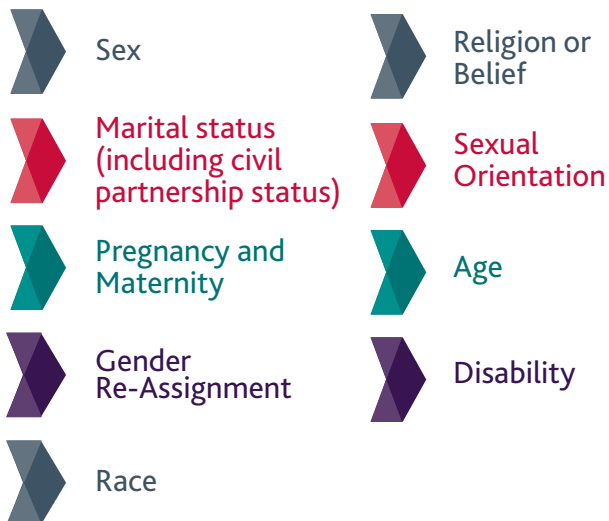 Sex
Marital status
(including civil
partnership status)
Pregnancy and
Maternity
Gender
Re-Assignment
Race
Religion or
Belief
Sexual
Orientation
Age
Disability